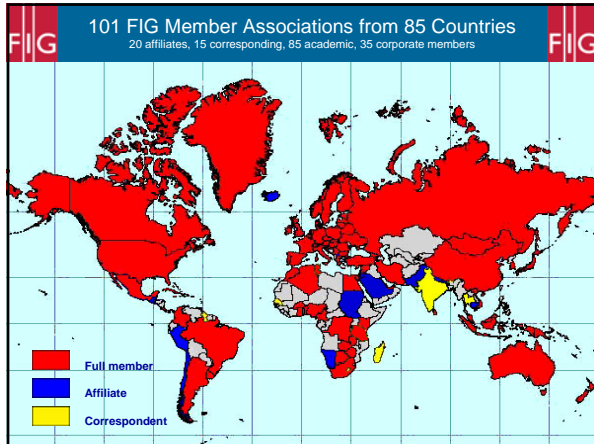 FIG
101 FIG Member Associations from 85 Countries
20 affiliates, 15 corresponding, 85 academic, 35 corporate members
FIG
Full member
Affiliate
Correspondent